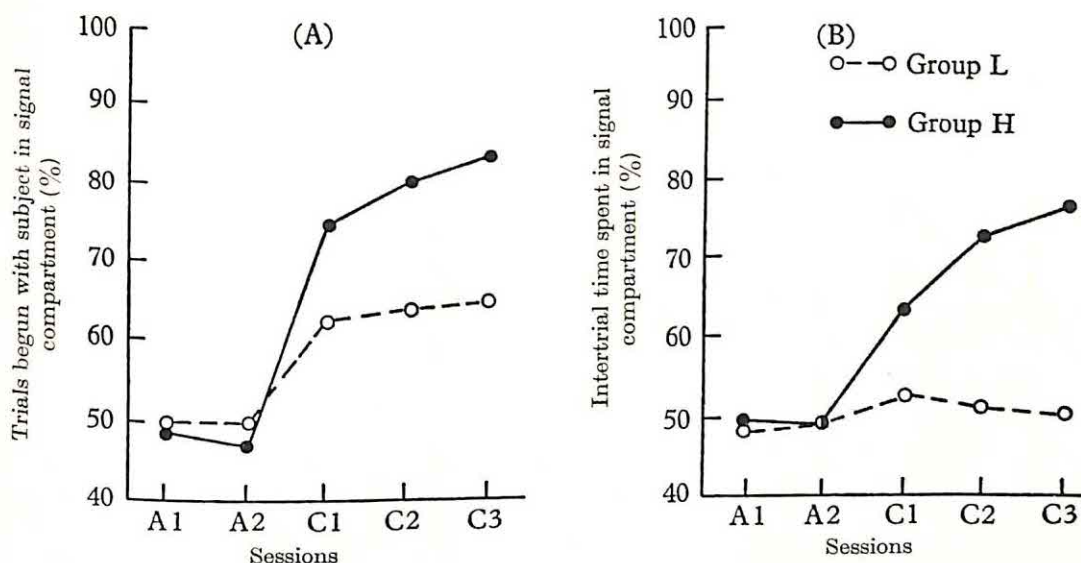 (A)
Trials begun with subject in signal
compartment (%)
100
90
80
70
60
50
40
A1 A2 C1 C2 C3
Sessions
(B)
Group L
Group H
Intertrial time spent in signal
compartment (%)
100
90
80
70
60
50
40
A1 A2 C1 C2 C3
Sessions